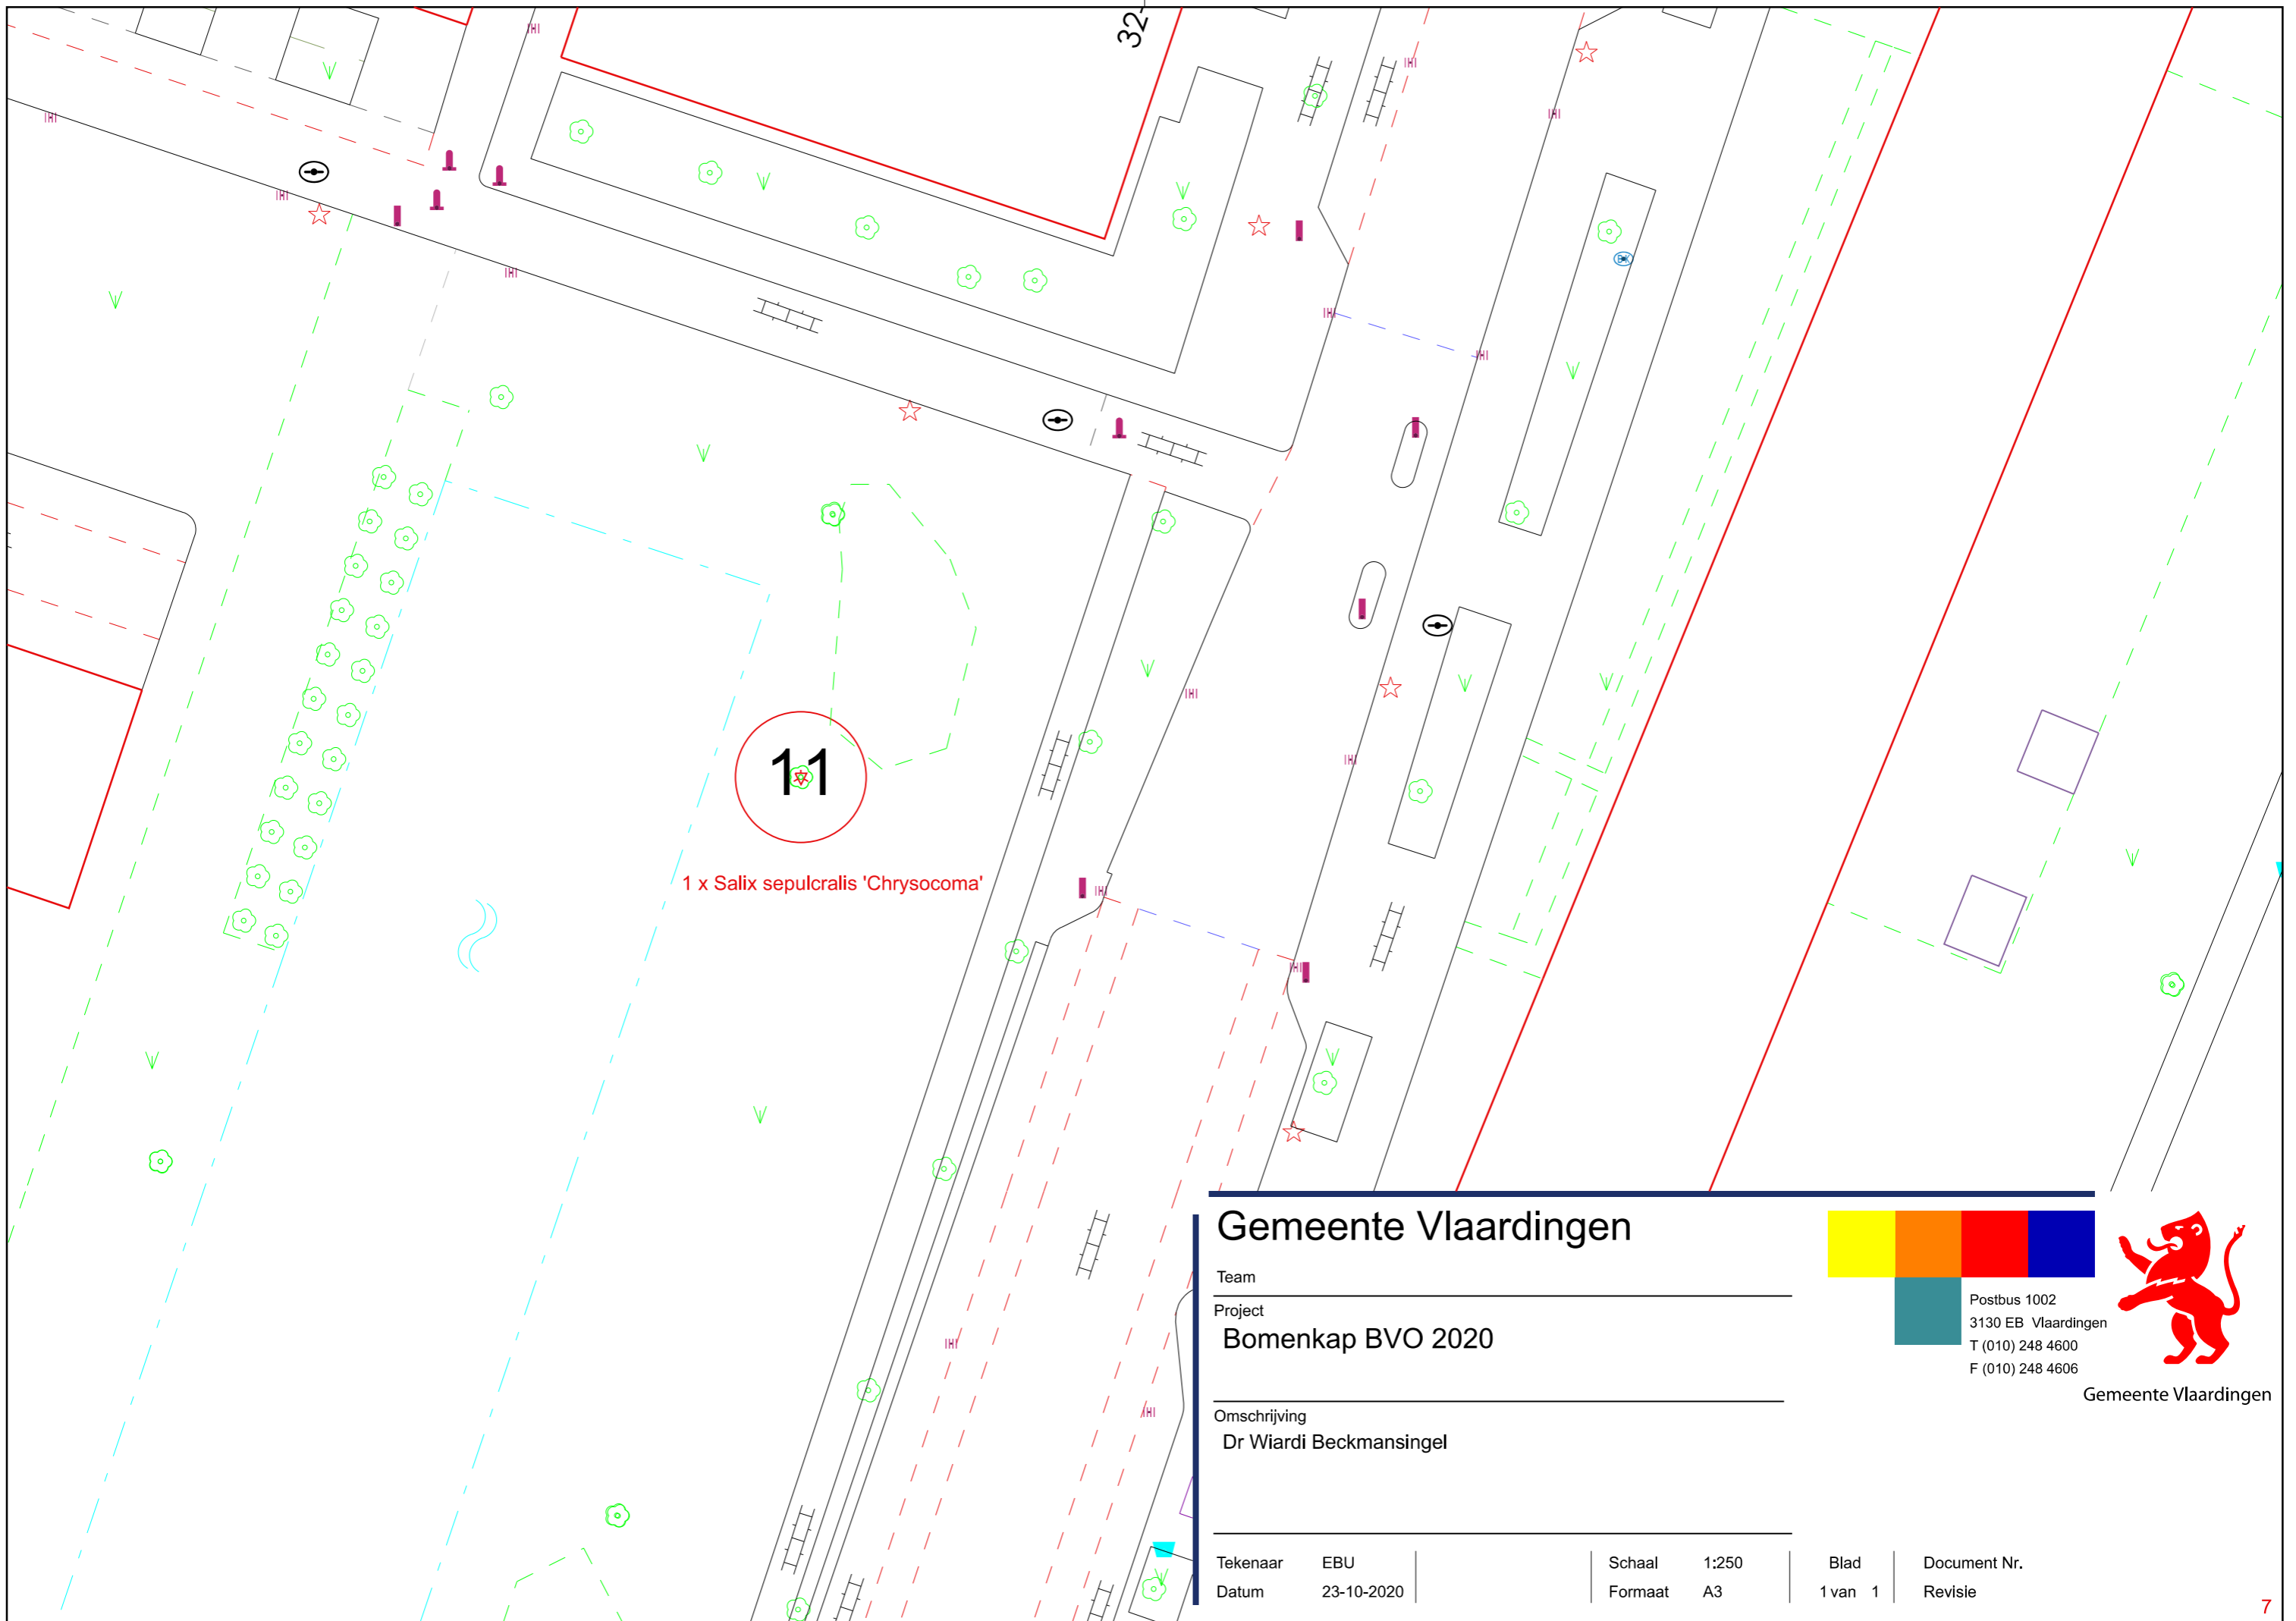 32
11
1 x Salix sepulcralis 'Chrysocoma'
Gemeente Vlaardingen
Team
Project
Bomenkap BVO 2020
Omschrijving
Dr Wiardi Beckmansingel
Postbus 1002
3130 EB Vlaardingen
T (010) 248 4600
F (010) 248 4606
Gemeente Vlaardingen
Tekenaar EBU Schaal 1:250 Blad Document Nr.
Datum 23-10-2020 Formaat A3 1 van 1 Revisie
7